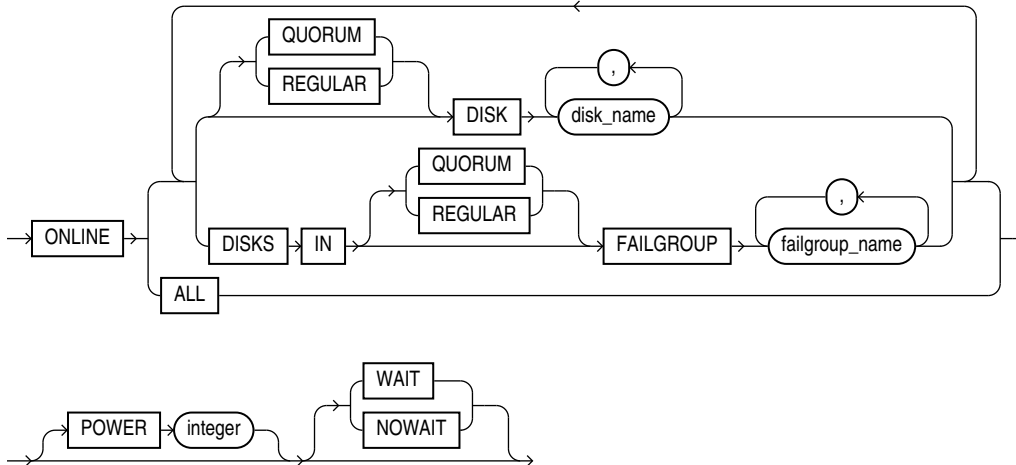 QUORUM
REGULAR
DISK
,
disk_name
QUORUM
REGULAR
,
ONLINE
DISKS IN
FAILGROUP
failgroup_name
ALL
POWER integer
WAIT
NOWAIT